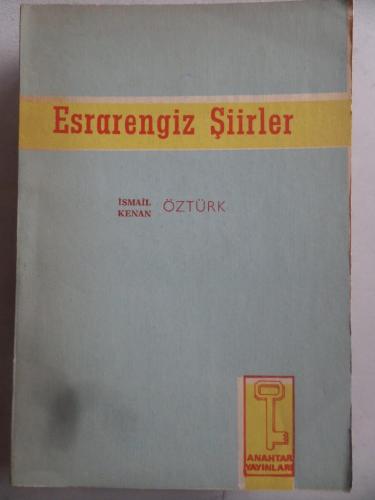 Esrarengiz Şiirler
İSMAİL
KENAN ÖZTÜRK
ANAHTAR
YAYINLARI